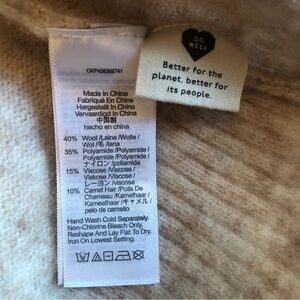 CKP458365741
Made In China
Fabriqué En Chine
Hergestellt In China
Vervaardigd In China
中国製
hecho en china
40% Wool /Laine /Wolle /
Wol /毛 /lana
35% Polyamide /Polyamide /
Polyamid /Polyamide
/ナイロン /poliamida
15% Viscose /Viscose /
Viskose /Viscose /
レーヨン /viscosis
10% Camel Hair /Poils De
Chameau /Kamelhaar /
Kameelhaar /キャメル /
pelo de camello
Hand Wash Cold Separately.
Non-Chlorine Bleach Only.
Reshape And Lay Flat To Dry.
Iron On Lowest Setting.
DO
WELL
Better for the
planet, better for
its people.